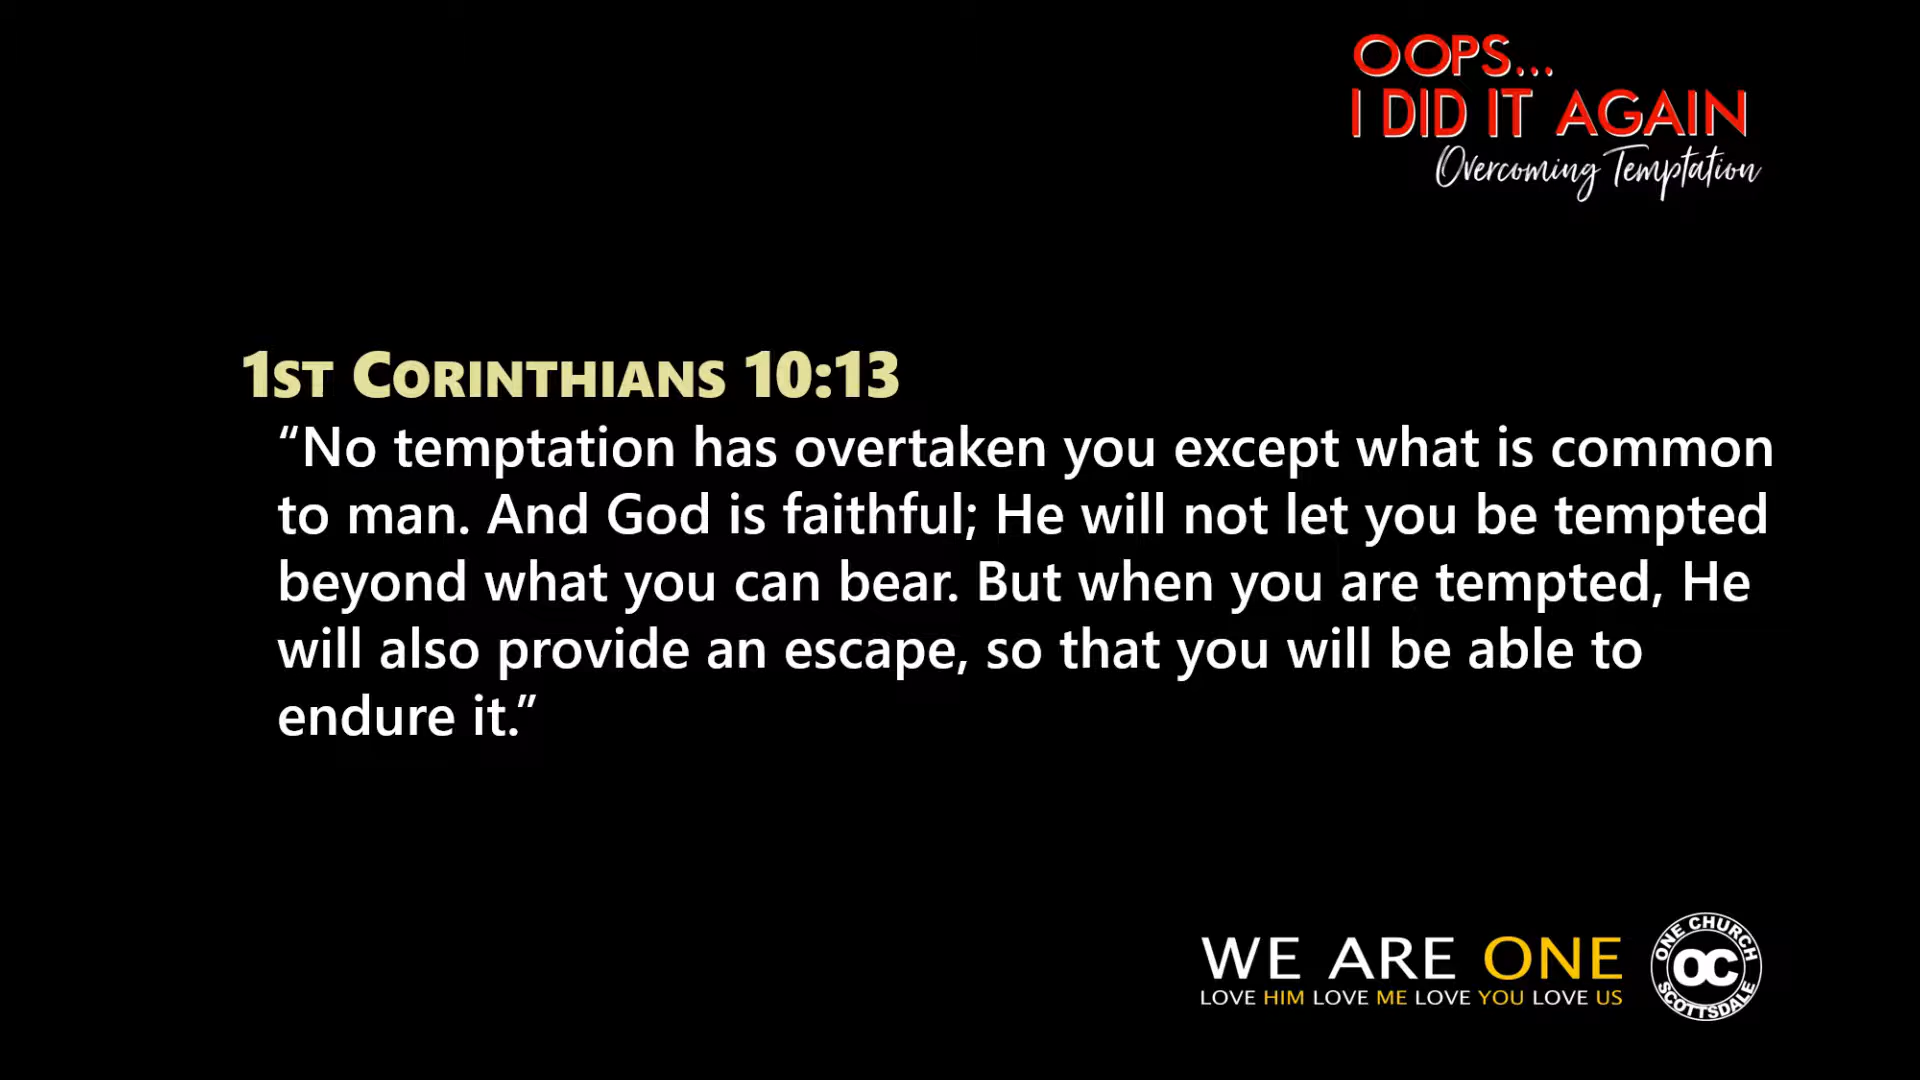 OOPS...
I DID IT AGAIN
Overcoming Temptation
1ST CORINTHIANS 10:13
“No temptation has overtaken you except what is common
to man. And God is faithful; He will not let you be tempted
beyond what you can bear. But when you are tempted, He
will also provide an escape, so that you will be able to
endure it.”
WE ARE ONE
LOVE HIM LOVE ME LOVE YOU LOVE US
ONE CHURCH
OC
SCOTTSDALE